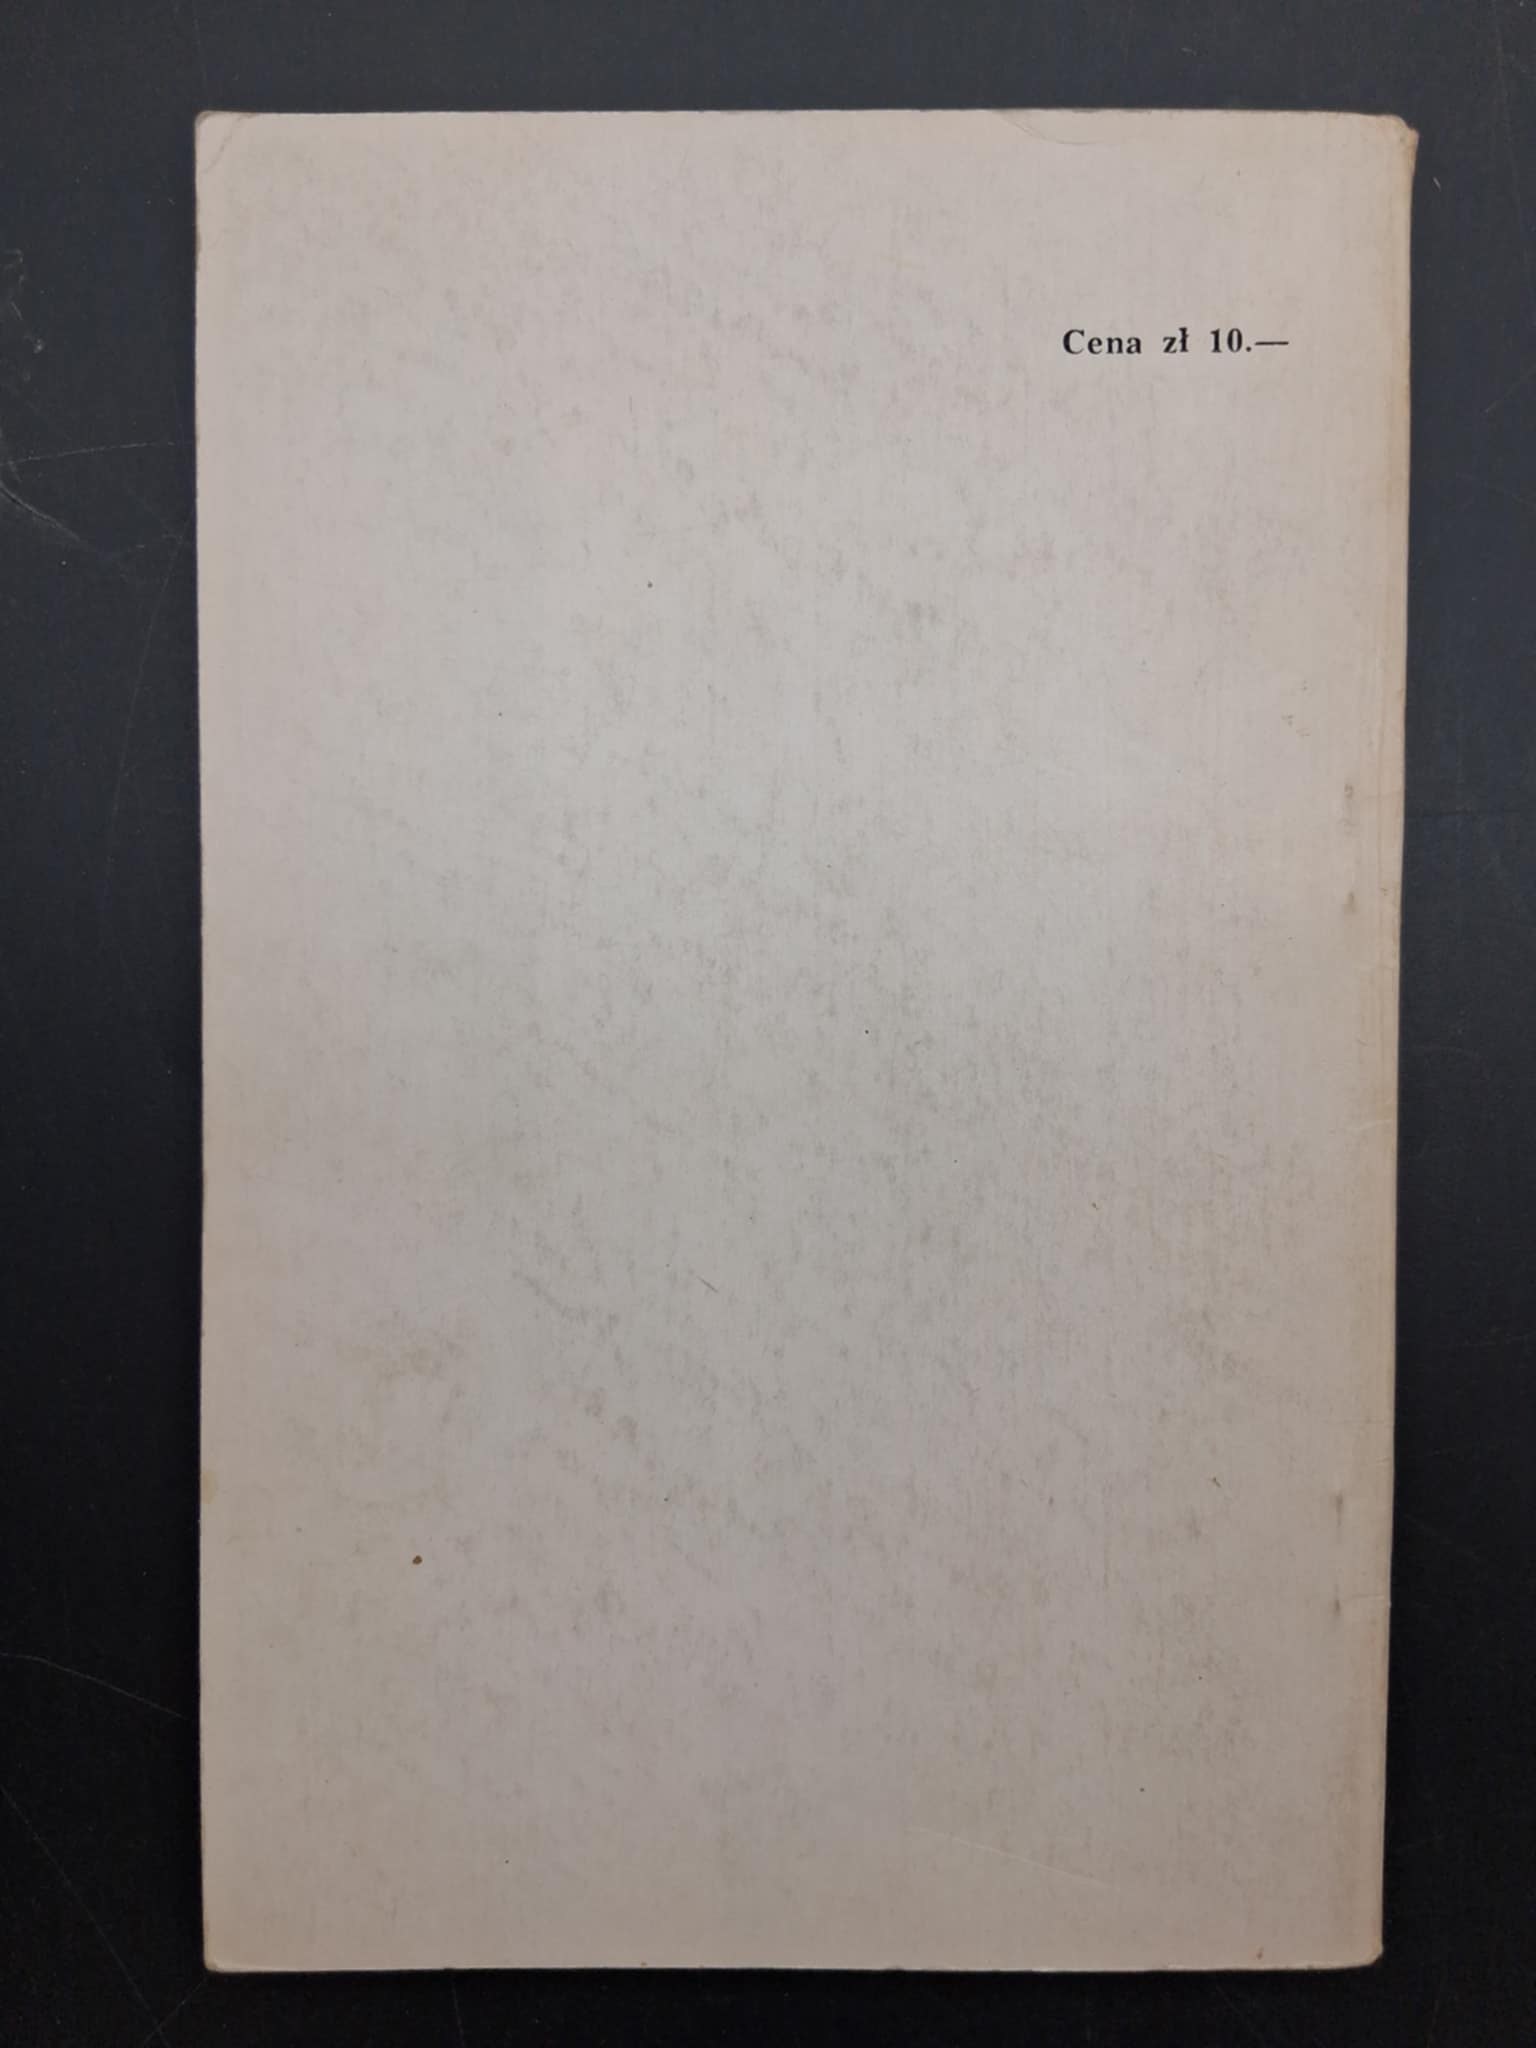 Cena zł 10.—